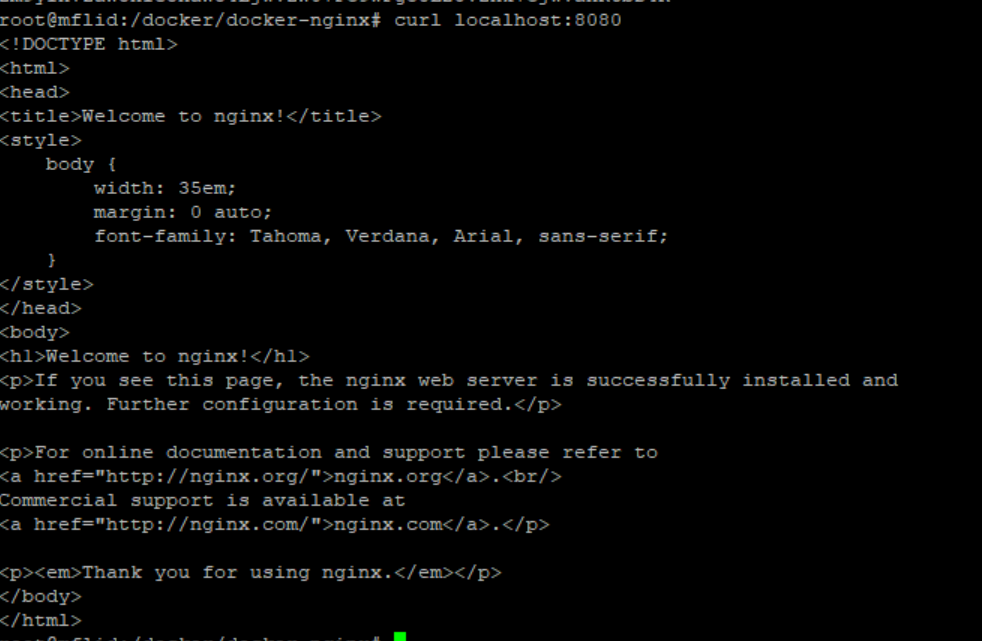 root@mflid:/docker/docker-nginx# curl localhost:8080
<!DOCTYPE html>
<html>
<head>
<title>Welcome to nginx!</title>
<style>
    body {
        width: 35em;
        margin: 0 auto;
        font-family: Tahoma, Verdana, Arial, sans-serif;
    }
</style>
</head>
<body>
<h1>Welcome to nginx!</h1>
<p>If you see this page, the nginx web server is successfully installed and
working. Further configuration is required.</p>

<p>For online documentation and support please refer to
<a href="http://nginx.org/">nginx.org</a>.<br/>
Commercial support is available at
<a href="http://nginx.com/">nginx.com</a>.</p>

<p><em>Thank you for using nginx.</em></p>
</body>
</html>
root@mflid:/docker/docker-nginx#